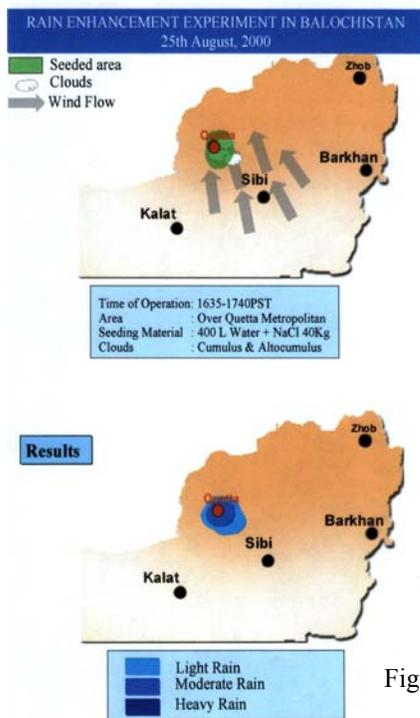 RAIN ENHANCEMENT EXPERIMENT IN BALOCHISTAN
25th August, 2000
Seeded area
Clouds
Wind Flow
Zhob
Quetta
Barkhan
Sibi
Kalat
Time of Operation: 1635-1740PST
Area : Over Quetta Metropolitan
Seeding Material : 400 L Water + NaCl 40Kg
Clouds : Cumulus & Altocumulus
Results
Zhob
Quetta
Barkhan
Sibi
Kalat
Light Rain
Moderate Rain
Heavy Rain
Fig